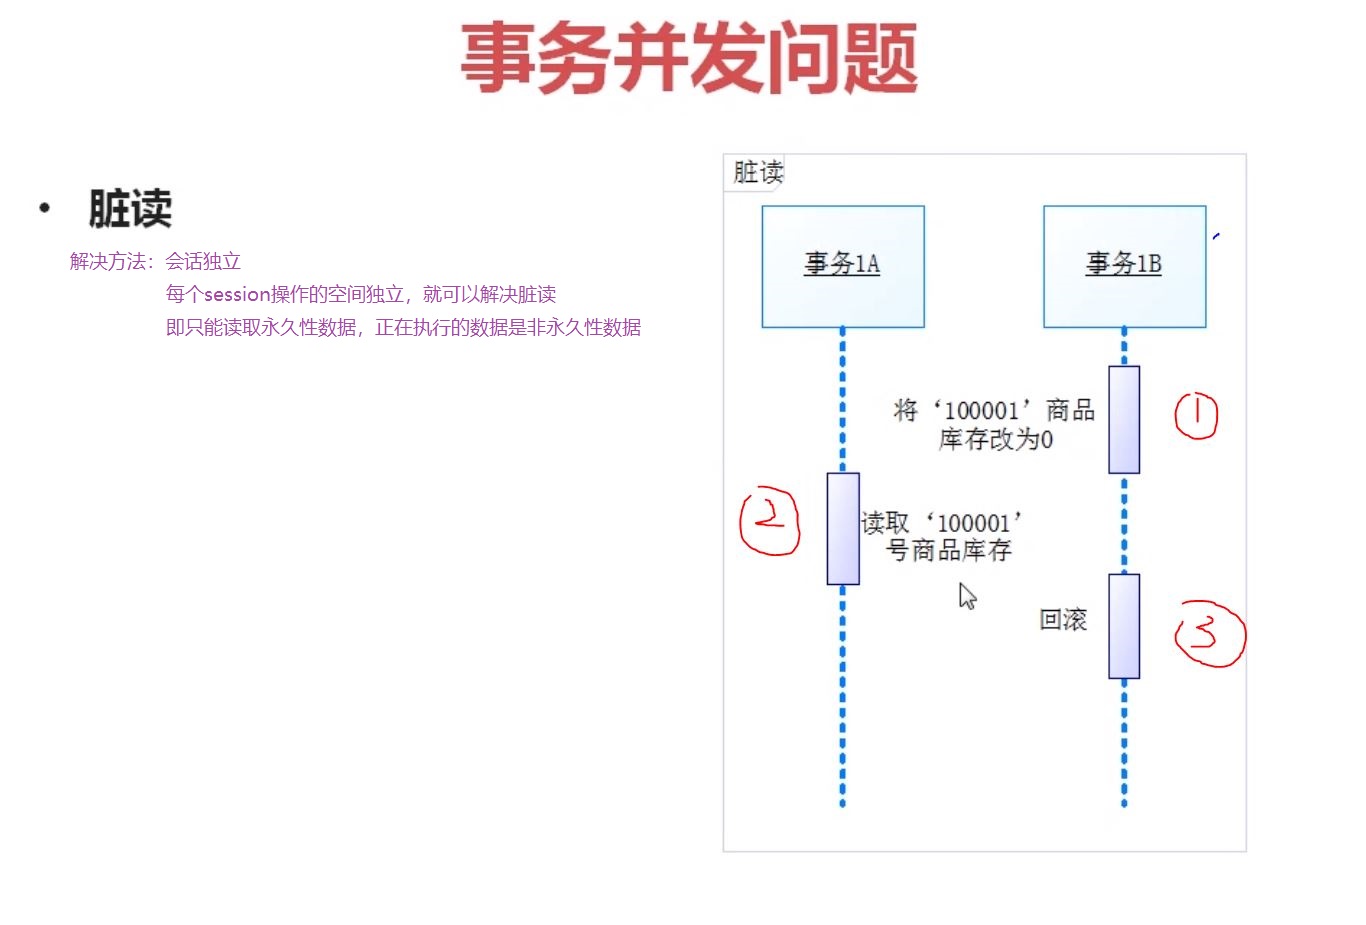 事务并发问题
• 脏读
解决方法：会话独立
每个session操作的空间独立，就可以解决脏读
即只能读取永久性数据，正在执行的数据是非永久性数据
脏读
事务1A
事务1B
将‘100001’商品
库存改为0
①
②
读取‘100001’
号商品库存
回滚
③